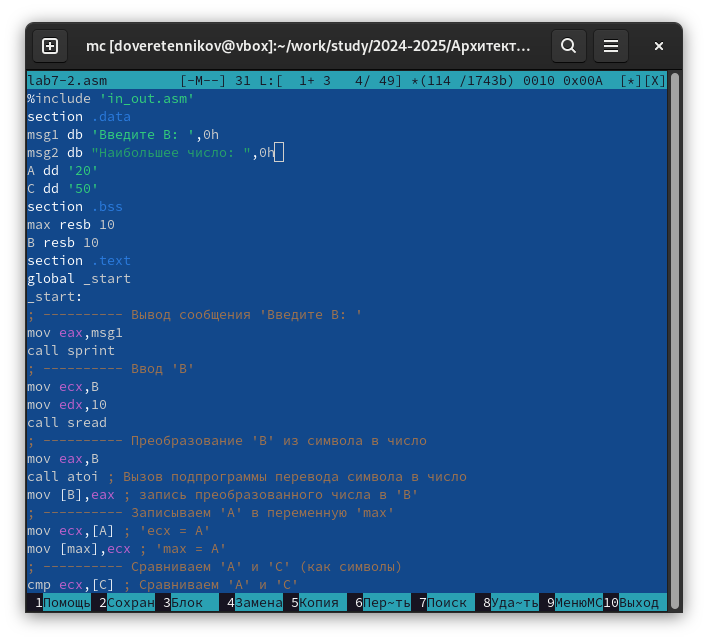 mc [doveretennikov@vbox]:~/work/study/2024-2025/Архитект...
lab7-2.asm [-M--] 31 L:[ 1+ 3 4/ 49] *(114 /1743b) 0010 0x00A [*][X]
%include 'in_out.asm'
section .data
msg1 db 'Введите B: ',0h
msg2 db "Наибольшее число: ",0h
A dd '20'
C dd '50'
section .bss
max resb 10
B resb 10
section .text
global _start
_start:
; ---------- Вывод сообщения 'Введите B: '
mov eax,msg1
call sprint
; ---------- Ввод 'B'
mov ecx,B
mov edx,10
call sread
; ---------- Преобразование 'B' из символа в число
mov eax,B
call atoi ; Вызов подпрограммы перевода символа в число
mov [B],eax ; запись преобразованного числа в 'B'
; ---------- Записываем 'A' в переменную 'max'
mov ecx,[A] ; 'ecx = A'
mov [max],ecx ; 'max = A'
; ---------- Сравниваем 'A' и 'С' (как символы)
cmp ecx,[C] ; Сравниваем 'A' и 'С'
1Помощь 2Сохран 3Блок 4Замена 5Копия 6Пер~ть 7Поиск 8Уда~ть 9МенюMC 10Выход